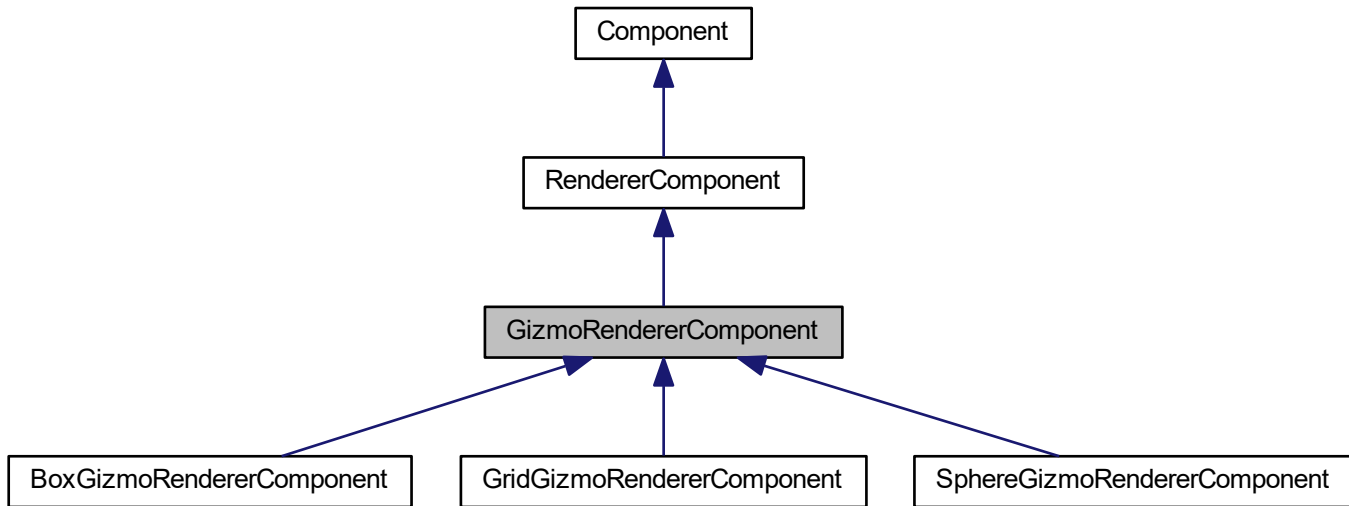 Component
RendererComponent
GizmoRendererComponent
BoxGizmoRendererComponent
GridGizmoRendererComponent
SphereGizmoRendererComponent